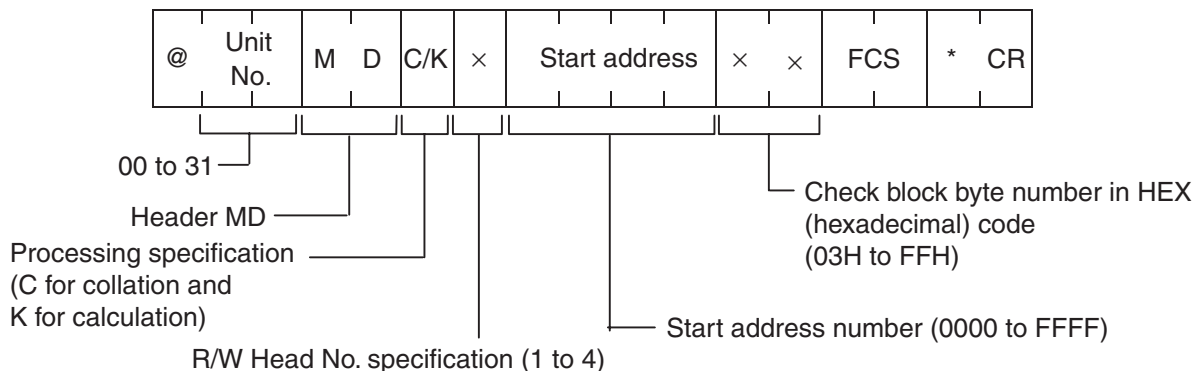 @ Unit No. M D C/K × Start address × × FCS * CR
00 to 31
Header MD
Processing specification
(C for collation and
K for calculation)
R/W Head No. specification (1 to 4)
Start address number (0000 to FFFF)
Check block byte number in HEX
(hexadecimal) code
(03H to FFH)